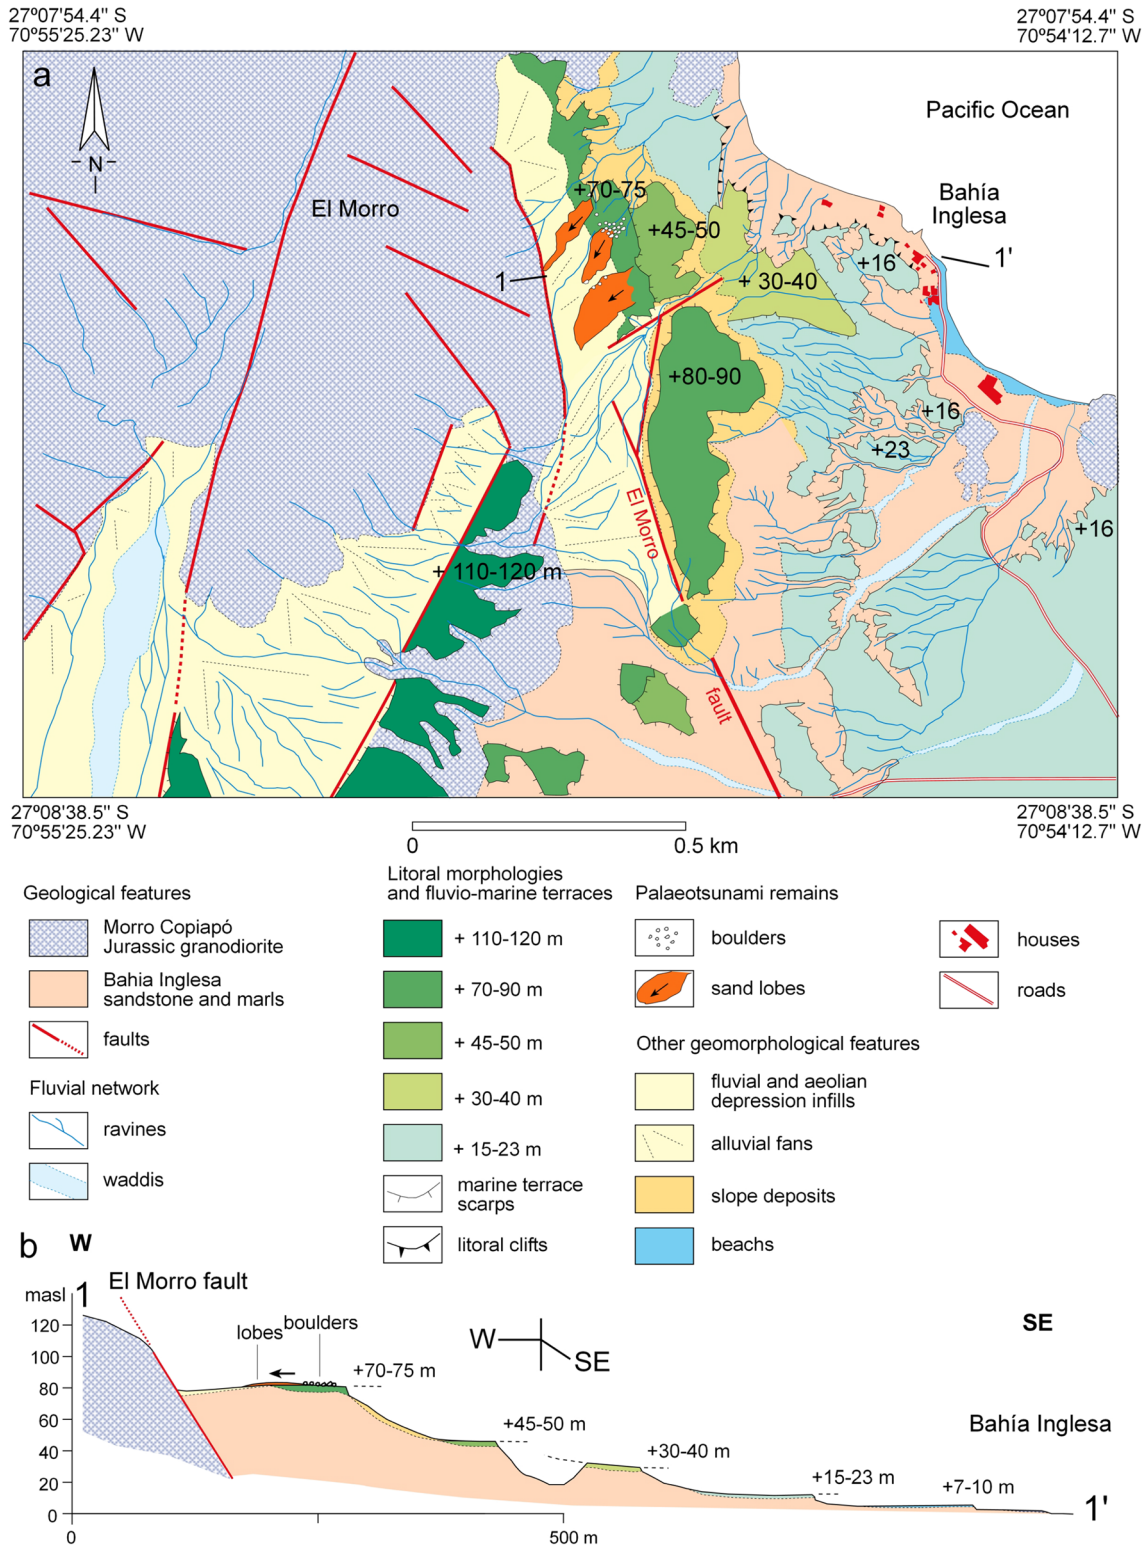 27º07'54.4" S
70º55'25.23" W
27º07'54.4" S
70º54'12.7" W
a
N
Pacific Ocean
Bahía
Inglesa
El Morro
+70-75
+45-50
1'
+16
1
+ 30-40
+80-90
+16
+23
El Morro
+16
+ 110-120 m
fault
27º08'38.5" S
70º55'25.23" W
27º08'38.5" S
70º54'12.7" W
0
0.5 km
Geological features
Morro Copiapó
Jurassic granodiorite
Bahia Inglesa
sandstone and marls
faults
Fluvial network
ravines
waddis
Litoral morphologies
and fluvio-marine terraces
+ 110-120 m
+ 70-90 m
+ 45-50 m
+ 30-40 m
+ 15-23 m
marine terrace
scarps
litoral clifts
Palaeotsunami remains
boulders
sand lobes
Other geomorphological features
fluvial and aeolian
depression infills
alluvial fans
slope deposits
beachs
houses
roads
b
W
masl
1
El Morro fault
SE
120
100
80
60
40
20
0
lobes
boulders
+70-75 m
W
SE
+45-50 m
+30-40 m
Bahía Inglesa
+15-23 m
+7-10 m
1'
0
500 m